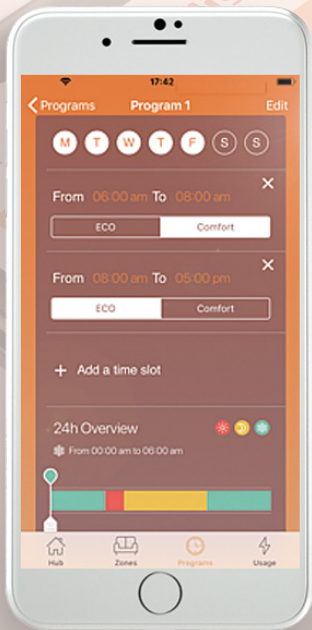 17:42
Programs Program 1 Edit
M T W T F S S
From 06:00 am To 08:00 am
ECO Comfort
From 08:00 am To 05:00 pm
ECO Comfort
+ Add a time slot
24h Overview
From 00:00 am to 06:00 am
Hub Zones Programs Usage